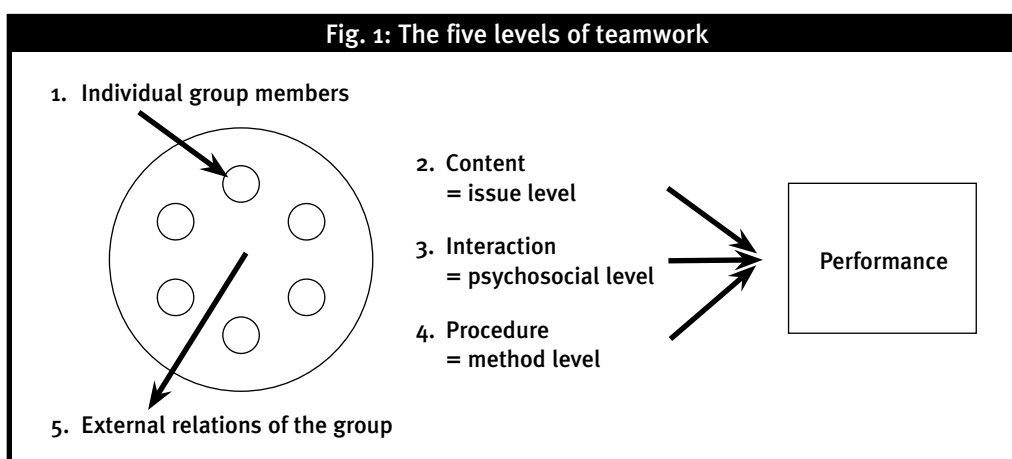 Fig. 1: The five levels of teamwork
1. Individual group members
2. Content
= issue level
3. Interaction
= psychosocial level
4. Procedure
= method level
Performance
5. External relations of the group